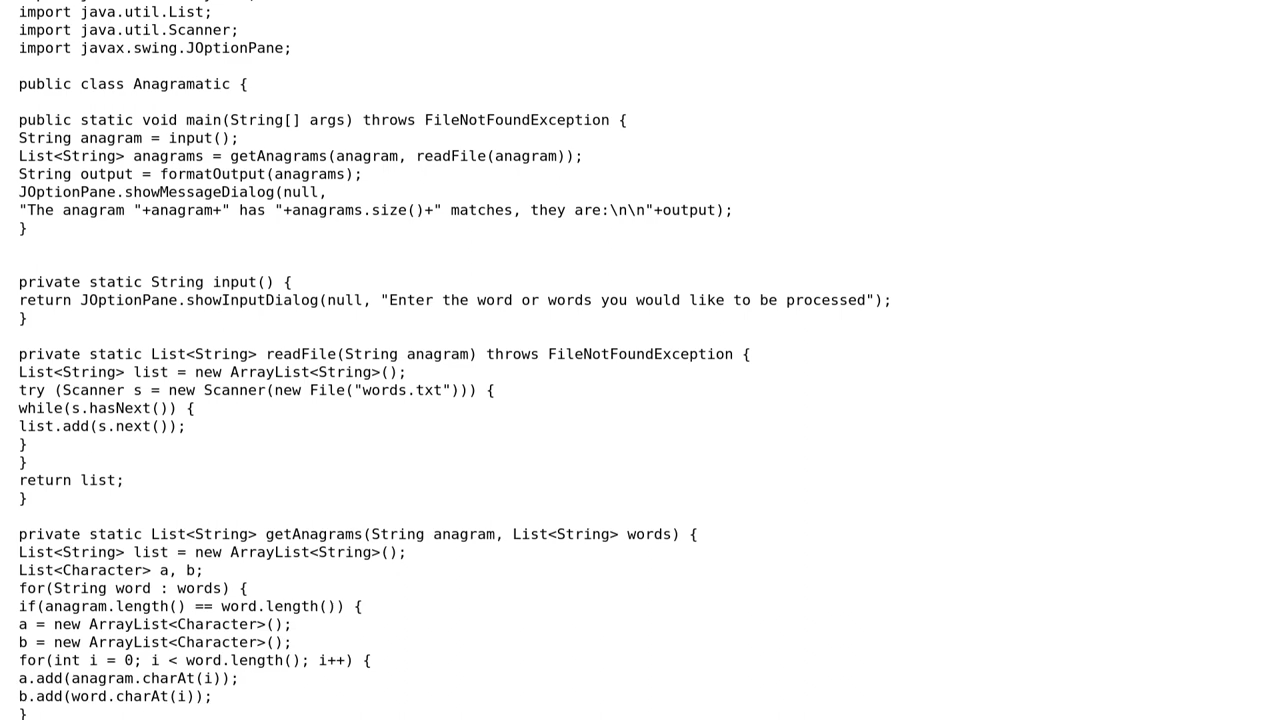 import java.util.List;
import java.util.Scanner;
import javax.swing.JOptionPane;
public class Anagramatic {
public static void main(String[] args) throws FileNotFoundException {
String anagram = input();
List<String> anagrams = getAnagrams(anagram, readFile(anagram));
String output = formatOutput(anagrams);
JOptionPane.showMessageDialog(null,
"The anagram "+anagram+" has "+anagrams.size()+" matches, they are:\n\n"+output);
}
private static String input() {
return JOptionPane.showInputDialog(null, "Enter the word or words you would like to be processed");
}
private static List<String> readFile(String anagram) throws FileNotFoundException {
List<String> list = new ArrayList<String>();
try (Scanner s = new Scanner(new File("words.txt"))) {
while(s.hasNext()) {
list.add(s.next());
}
}
return list;
}
private static List<String> getAnagrams(String anagram, List<String> words) {
List<String> list = new ArrayList<String>();
List<Character> a, b;
for(String word : words) {
if(anagram.length() == word.length()) {
a = new ArrayList<Character>();
b = new ArrayList<Character>();
for(int i = 0; i < word.length(); i++) {
a.add(anagram.charAt(i));
b.add(word.charAt(i));
}